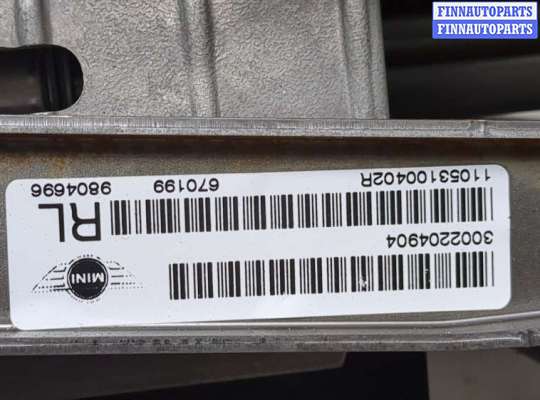 FINNAUTOPARTS
FINNAUTOPARTS
MINI
3002204904
RL
11053100402R
670199
9804696